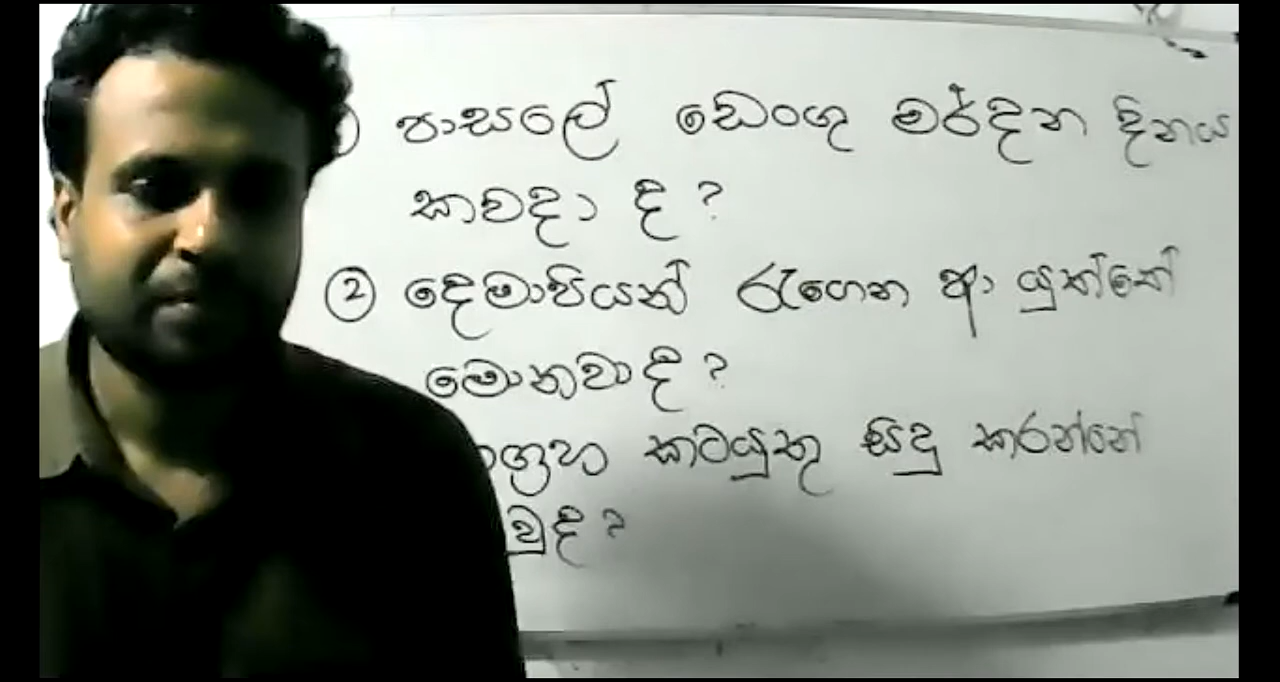 ) පාසලේ ඩෙංගු මර්දන දිනය
කවදා ද ?
② දෙමාපියන් රැගෙන ආ යුත්තේ
මොනවාද ?
කටයුතු සිදු කරන්නේ